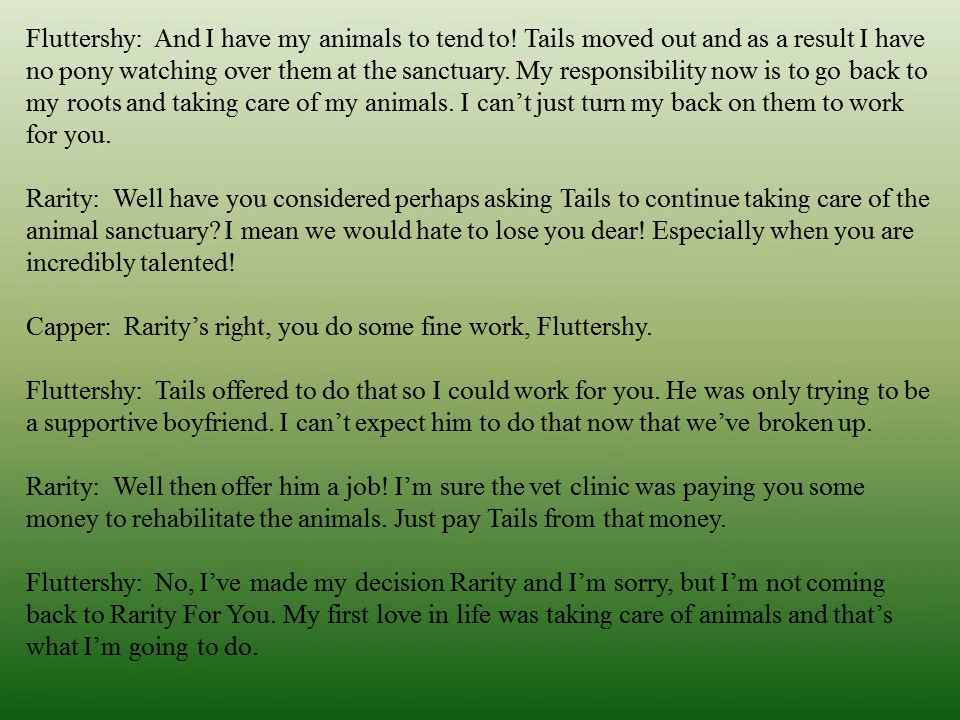 Fluttershy:  And I have my animals to tend to! Tails moved out and as a result I have
no pony watching over them at the sanctuary. My responsibility now is to go back to
my roots and taking care of my animals. I can’t just turn my back on them to work
for you.

Rarity:  Well have you considered perhaps asking Tails to continue taking care of the
animal sanctuary? I mean we would hate to lose you dear! Especially when you are
incredibly talented!

Capper:  Rarity’s right, you do some fine work, Fluttershy.

Fluttershy:  Tails offered to do that so I could work for you. He was only trying to be
a supportive boyfriend. I can’t expect him to do that now that we’ve broken up.

Rarity:  Well then offer him a job! I’m sure the vet clinic was paying you some
money to rehabilitate the animals. Just pay Tails from that money.

Fluttershy:  No, I’ve made my decision Rarity and I’m sorry, but I’m not coming
back to Rarity For You. My first love in life was taking care of animals and that’s
what I’m going to do.